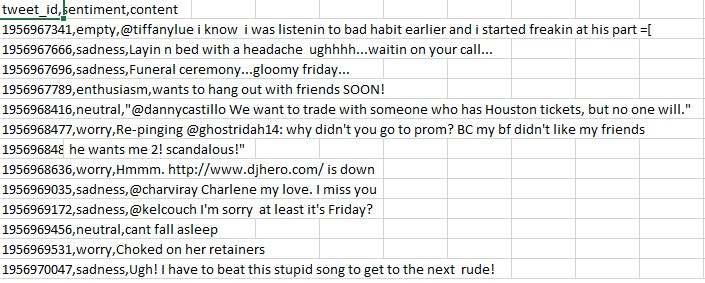 tweet_id,sentiment,content
1956967341,empty,@tiffanylue i know  i was listenin to bad habit earlier and i started freakin at his part =[
1956967666,sadness,Layin n bed with a headache  ughhhh...waitin on your call...
1956967696,sadness,Funeral ceremony...gloomy friday...
1956967789,enthusiasm,wants to hang out with friends SOON!
1956968416,neutral,"@dannycastillo We want to trade with someone who has Houston tickets, but no one will."
1956968477,worry,Re-pinging @ghostridah14: why didn't you go to prom? BC my bf didn't like my friends
195696848 he wants me 2! scandalous!"
1956968636,worry,Hmmm. http://www.djhero.com/ is down
1956969035,sadness,@charviray Charlene my love. I miss you
1956969172,sadness,@kelcouch I'm sorry  at least it's Friday?
1956969456,neutral,cant fall asleep
1956969531,worry,Choked on her retainers
1956970047,sadness,Ugh! I have to beat this stupid song to get to the next  rude!